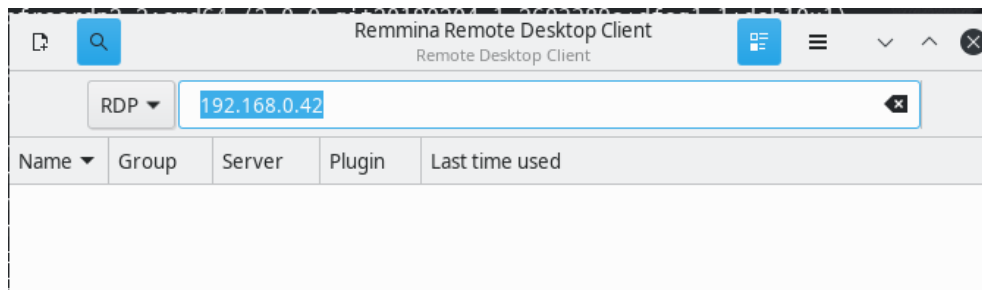 Remmina Remote Desktop Client
Remote Desktop Client
RDP 192.168.0.42
Name Group Server Plugin Last time used